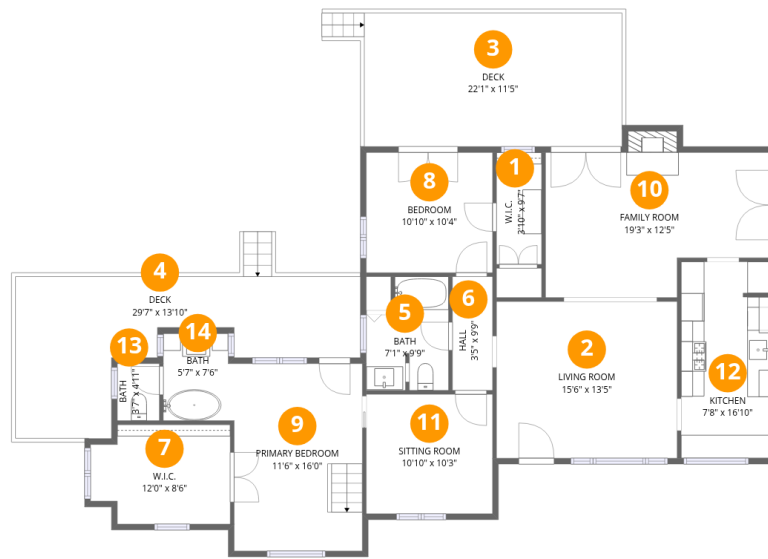 3
DECK
22'1" x 11'5"
1
W.I.C.
3'10" x 9'7"
8
BEDROOM
10'10" x 10'4"
10
FAMILY ROOM
19'3" x 12'5"
4
DECK
29'7" x 13'10"
6
HALL
3'5" x 9'9"
5
BATH
7'1" x 9'9"
14
BATH
5'7" x 7'6"
13
BATH
3'7" x 4'11"
2
LIVING ROOM
15'6" x 13'5"
12
KITCHEN
7'8" x 16'10"
9
PRIMARY BEDROOM
11'6" x 16'0"
11
SITTING ROOM
10'10" x 10'3"
7
W.I.C.
12'0" x 8'6"